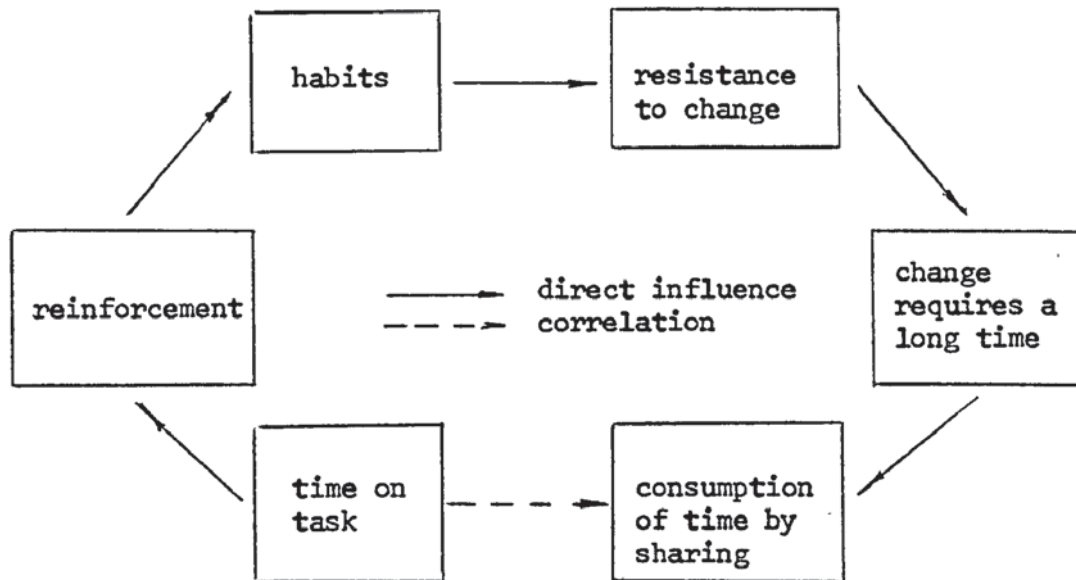 habits
resistance
to change
reinforcement
direct influence
correlation
change
requires a
long time
time on
task
consumption
of time by
sharing